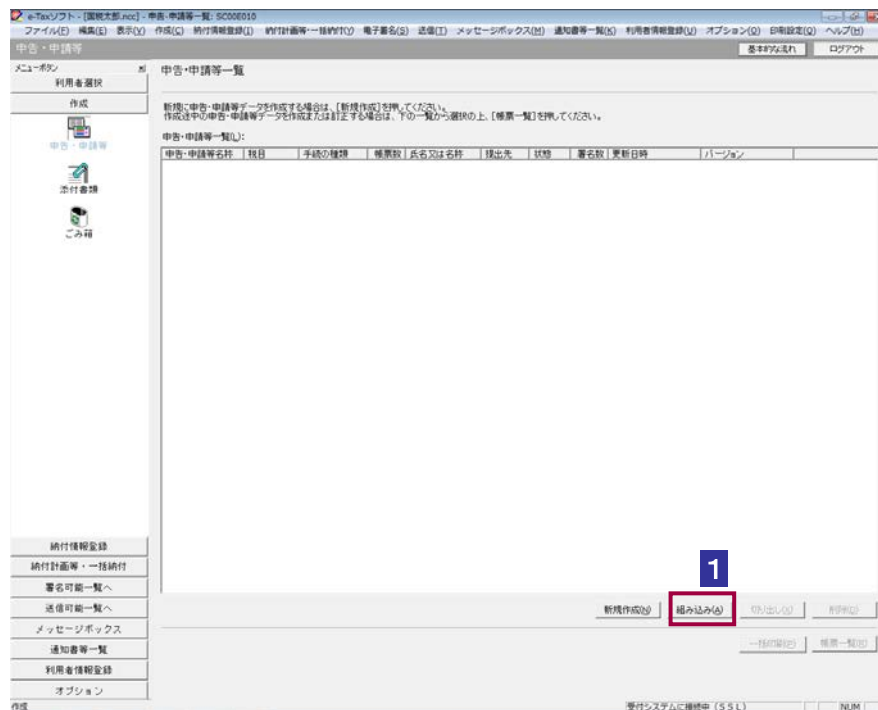 e-Taxソフト - [国税太郎.ncc] - 申告・申請等一覧: SC00E010
ファイル(F) 編集(E) 表示(V) 作成(C) 納付情報登録(I) 納付計画等・一括納付(Y) 電子署名(S) 送信(T) メッセージボックス(M) 通知書等一覧(K) 利用者情報登録(U) オプション(O) 印刷設定(Q) ヘルプ(H)
申告・申請等 基本的な流れ ログアウト
メニューボタン
利用者選択
作成
申告・申請等
添付書類
ごみ箱
納付情報登録
納付計画等・一括納付
署名可能一覧へ
送信可能一覧へ
メッセージボックス
通知書等一覧
利用者情報登録
オプション
申告・申請等一覧
新規に申告・申請等データを作成する場合は、[新規作成]を押してください。
作成途中の申告・申請等データを作成または訂正する場合は、下の一覧から選択の上、[帳票一覧]を押してください。
申告・申請等一覧(L):
申告・申請等名称 税目 手続の種類 帳票数 氏名又は名称 提出先 状態 署名数 更新日時 バージョン
1
新規作成(N) 組み込み(A) 切り出し(X) 削除(D)
一括印刷(P) 帳票一覧(R)
作成 受付システムに接続中 (SSL) NUM